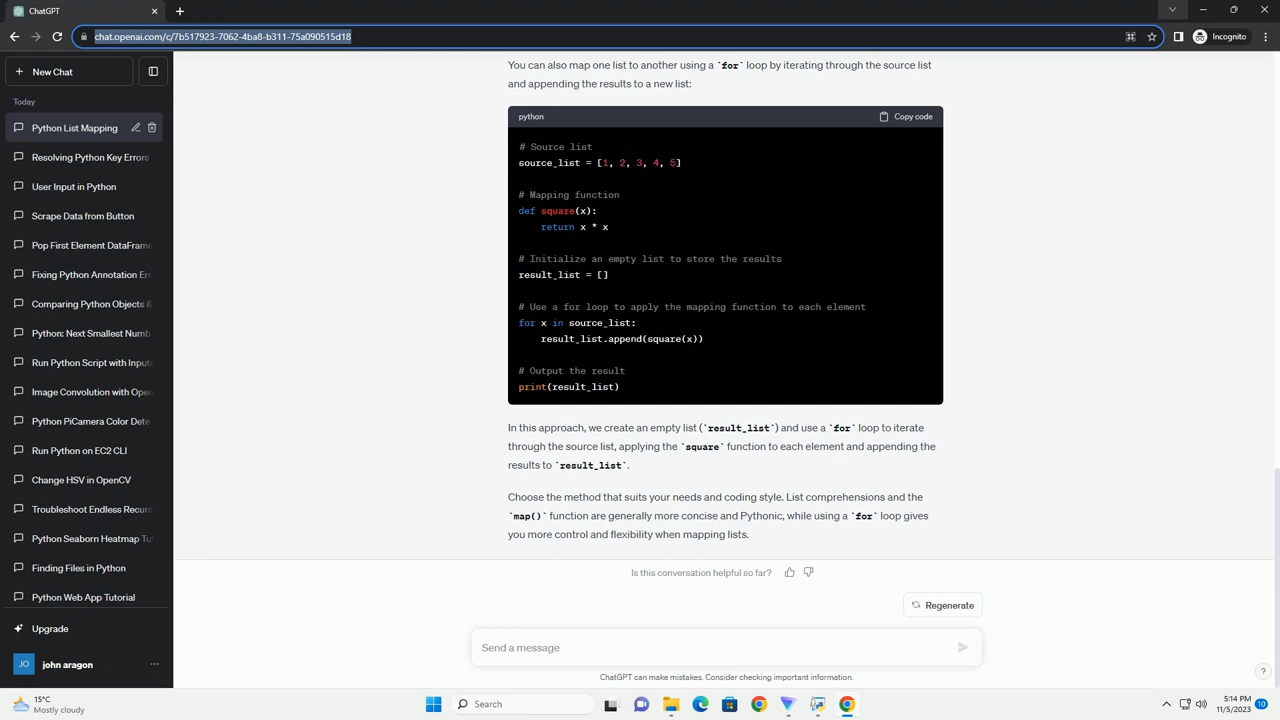 ChatGPT
chat.openai.com/c/7b517923-7062-4ba8-b311-75a090515d18
Incognito
New Chat
Today
Python List Mapping
Resolving Python Key Errors
User Input in Python
Scrape Data from Button
Pop First Element DataFrame
Fixing Python Annotation Err
Comparing Python Objects &
Python: Next Smallest Numb
Run Python Script with Inputs
Image Convolution with Open
Python PiCamera Color Dete
Run Python on EC2 CLI
Change HSV in OpenCV
Troubleshoot Endless Recurs
Python Seaborn Heatmap Tut
Finding Files in Python
Python Web App Tutorial
Upgrade
JO john aragon
You can also map one list to another using a `for` loop by iterating through the source list
and appending the results to a new list:
python Copy code
# Source list
source_list = [1, 2, 3, 4, 5]
# Mapping function
def square(x):
return x * x
# Initialize an empty list to store the results
result_list = []
# Use a for loop to apply the mapping function to each element
for x in source_list:
result_list.append(square(x))
# Output the result
print(result_list)
In this approach, we create an empty list (`result_list`) and use a `for` loop to iterate
through the source list, applying the `square` function to each element and appending the
results to `result_list`.
Choose the method that suits your needs and coding style. List comprehensions and the
`map()` function are generally more concise and Pythonic, while using a `for` loop gives
you more control and flexibility when mapping lists.
Is this conversation helpful so far?
Regenerate
Send a message
ChatGPT can make mistakes. Consider checking important information.
?
15°C
Mostly cloudy
Search
5:14 PM
11/5/2023
10